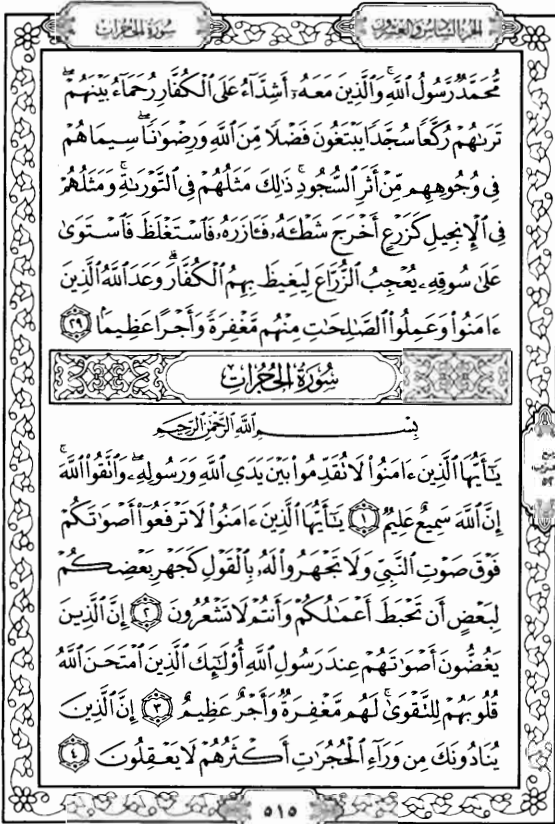 الجزء السادس والعشرون
سورة الحجرات
مُّحَمَّدٌ رَّسُولُ ٱللَّهِ ۚ وَٱلَّذِينَ مَعَهُۥٓ أَشِدَّآءُ عَلَى ٱلْكُفَّارِ رُحَمَآءُ بَيْنَهُمْ ۖ
تَرَىٰهُمْ رُكَّعًا سُجَّدًا يَبْتَغُونَ فَضْلًا مِّنَ ٱللَّهِ وَرِضْوَٰنًا ۖ سِيمَاهُمْ
فِى وُجُوهِهِم مِّنْ أَثَرِ ٱلسُّجُودِ ۚ ذَٰلِكَ مَثَلُهُمْ فِى ٱلتَّوْرَىٰةِ ۚ وَمَثَلُهُمْ
فِى ٱلْإِنجِيلِ كَزَرْعٍ أَخْرَجَ شَطْـَٔهُۥ فَـَٔازَرَهُۥ فَٱسْتَغْلَظَ فَٱسْتَوَىٰ
عَلَىٰ سُوقِهِۦ يُعْجِبُ ٱلزُّرَّاعَ لِيَغِيظَ بِهِمُ ٱلْكُفَّارَ ۗ وَعَدَ ٱللَّهُ ٱلَّذِينَ
ءَامَنُوا۟ وَعَمِلُوا۟ ٱلصَّـٰلِحَـٰتِ مِنْهُم مَّغْفِرَةً وَأَجْرًا عَظِيمًۢا ٢٩
سُورَةُ الحُجُرَاتِ
بِسْمِ ٱللَّهِ ٱلرَّحْمَـٰنِ ٱلرَّحِيمِ
يَـٰٓأَيُّهَا ٱلَّذِينَ ءَامَنُوا۟ لَا تُقَدِّمُوا۟ بَيْنَ يَدَىِ ٱللَّهِ وَرَسُولِهِۦ ۖ وَٱتَّقُوا۟ ٱللَّهَ ۚ
إِنَّ ٱللَّهَ سَمِيعٌ عَلِيمٌ ١ يَـٰٓأَيُّهَا ٱلَّذِينَ ءَامَنُوا۟ لَا تَرْفَعُوٓا۟ أَصْوَٰتَكُمْ
فَوْقَ صَوْتِ ٱلنَّبِىِّ وَلَا تَجْهَرُوا۟ لَهُۥ بِٱلْقَوْلِ كَجَهْرِ بَعْضِكُمْ
لِبَعْضٍ أَن تَحْبَطَ أَعْمَـٰلُكُمْ وَأَنتُمْ لَا تَشْعُرُونَ ٢ إِنَّ ٱلَّذِينَ
يَغُضُّونَ أَصْوَٰتَهُمْ عِندَ رَسُولِ ٱللَّهِ أُو۟لَـٰٓئِكَ ٱلَّذِينَ ٱمْتَحَنَ ٱللَّهُ
قُلُوبَهُمْ لِلتَّقْوَىٰ ۚ لَهُم مَّغْفِرَةٌ وَأَجْرٌ عَظِيمٌ ٣ إِنَّ ٱلَّذِينَ
يُنَادُونَكَ مِن وَرَآءِ ٱلْحُجُرَٰتِ أَكْثَرُهُمْ لَا يَعْقِلُونَ ٤
٥١٥